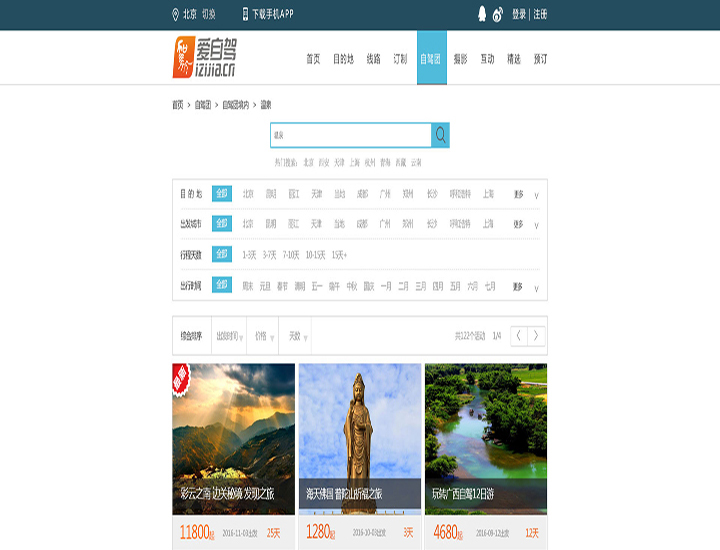 北京 切换 下载手机APP 登录 | 注册
爱自驾
izijia.cn
首页 目的地 线路 订制 自驾团 摄影 互动 精选 预订
首页 > 自驾团 > 自驾团境内 > 温泉
温泉
热门搜索： 北京 西安 天津 上海 杭州 青海 西藏 云南
目的地 全部 北京 昆明 丽江 天津 当地 成都 广州 郑州 长沙 呼和浩特 上海 更多
出发城市 全部 北京 昆明 丽江 天津 当地 成都 广州 郑州 长沙 呼和浩特 上海 更多
行程天数 全部 1-3天 3-7天 7-10天 10-15天 15天+
出行时间 全部 周末 元旦 春节 清明 五一 端午 中秋 国庆 一月 二月 三月 四月 五月 六月 七月 更多
综合排序 出发时间 价格 天数 共122个活动 1/4
彩云之南 边关秘境 发现之旅
11800起 2016-11-03出发 25天
海天佛国 普陀山祈福之旅
1280起 2016-10-03出发 3天
玩转广西自驾12日游
4680起 2016-09-12出发 12天